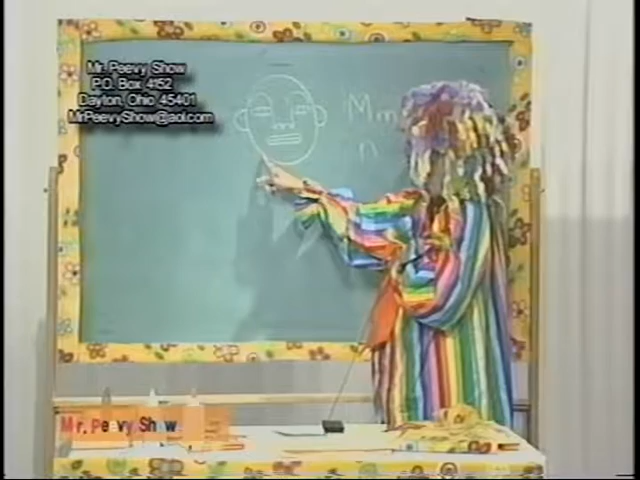 Mr. Peevy Show
P.O. Box 4152
Dayton, Ohio 45401
MrPeevyShow@aol.com
Mm
n
Mr. Peevy Show